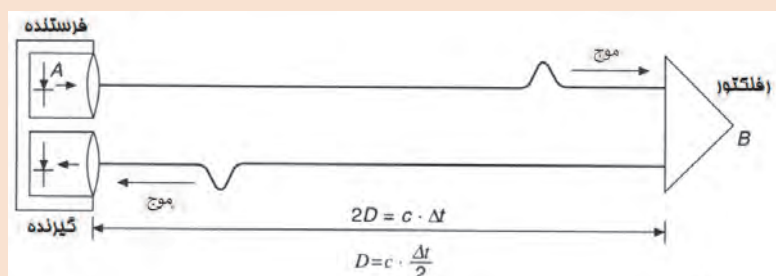 فرستنده
A
موج
رفلکتور
B
موج
گیرنده
2D = c · Δt
D = c · Δt/2